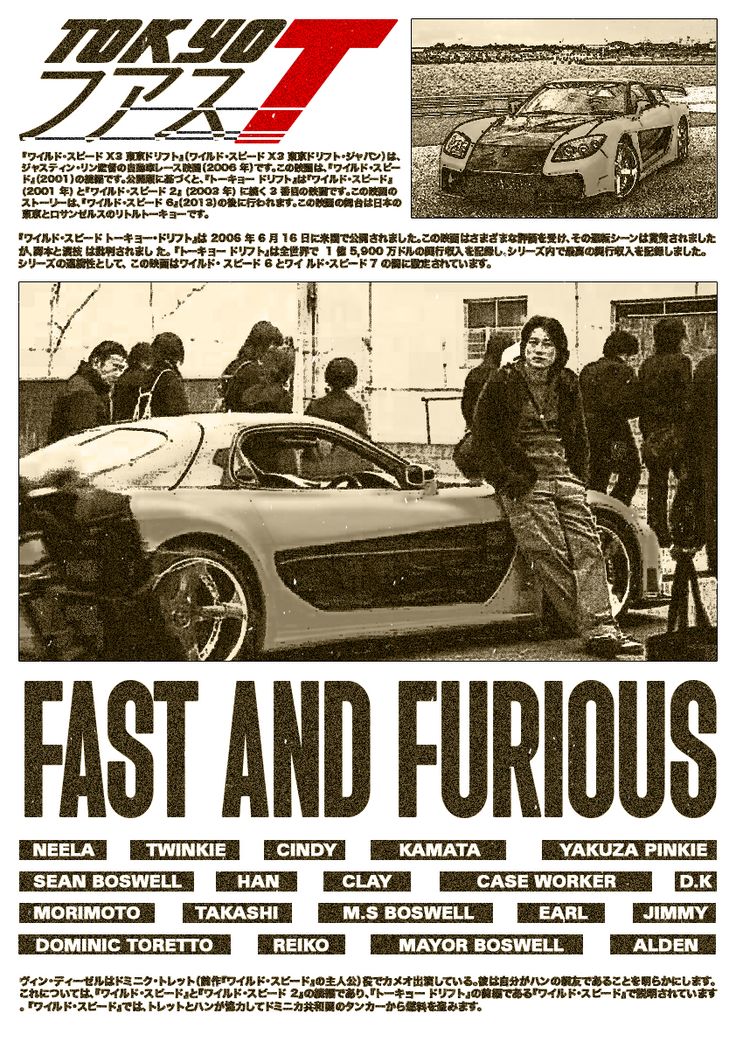 TOKYO T
ファスト
『ワイルド・スピード X3 東京ドリフト』(ワイルド・スピード X3 東京ドリフト・ジャパン) は、
ジャスティン・リン監督の自動車レース映画(2006 年)です。この映画は、『ワイルド・スピー
ド』(2001)の続編です。公開順に基づくと、『トーキョー ドリフト』は『ワイルド・スピード』
(2001 年) と『ワイルド・スピード 2』 (2003 年) に続く 3 番目の映画です。この映画の
ストーリーは、『ワイルド・スピード 6』(2013)の後に行われます。この映画の舞台は日本の
東京とロサンゼルスのリトルトーキョーです。
『ワイルド・スピード トーキョー・ドリフト』は 2006 年 6 月 16 日に米国で公開されました。この映画はさまざまな評価を受け、その運転シーンは賞賛されました
が、脚本と演技 は批判されまし た。『トーキョー ドリフト』は全世界で 1 億 5,900 万ドルの興行収入を記録し、シリーズ内で最高の興行収入を記録しました。
シリーズの連続性として、 この映画はワイルド・ スピード 6 とワイ ルド・スピード 7 の間に設定されています。
FAST AND FURIOUS
NEELA TWINKIE CINDY KAMATA YAKUZA PINKIE
SEAN BOSWELL HAN CLAY CASE WORKER D.K
MORIMOTO TAKASHI M.S BOSWELL EARL JIMMY
DOMINIC TORETTO REIKO MAYOR BOSWELL ALDEN
ヴィン・ディーゼルはドミニク・トレット (前作『ワイルド・スピード』の主人公) 役でカメオ出演している。彼は自分がハンの親友であることを明らかにします。
これについては、『ワイルド・スピード』と『ワイルド・スピード 2』の続編であり、『トーキョー ドリフト』の前編である『ワイルド・スピード』で説明されています
。『ワイルド・スピード』では、トレットとハンが協力してドミニカ共和国のタンカーから燃料を盗みます。